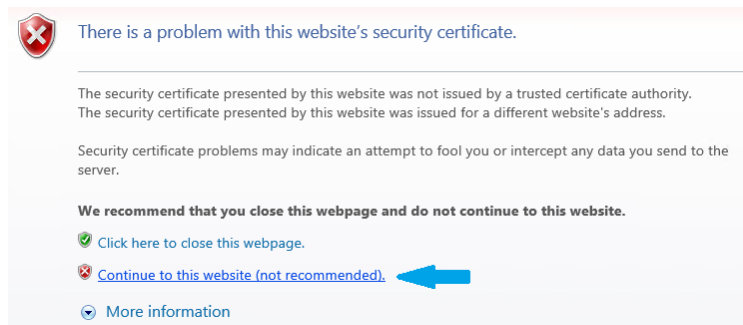 There is a problem with this website's security certificate.
The security certificate presented by this website was not issued by a trusted certificate authority.
The security certificate presented by this website was issued for a different website's address.
Security certificate problems may indicate an attempt to fool you or intercept any data you send to the
server.
We recommend that you close this webpage and do not continue to this website.
Click here to close this webpage.
Continue to this website (not recommended).
More information